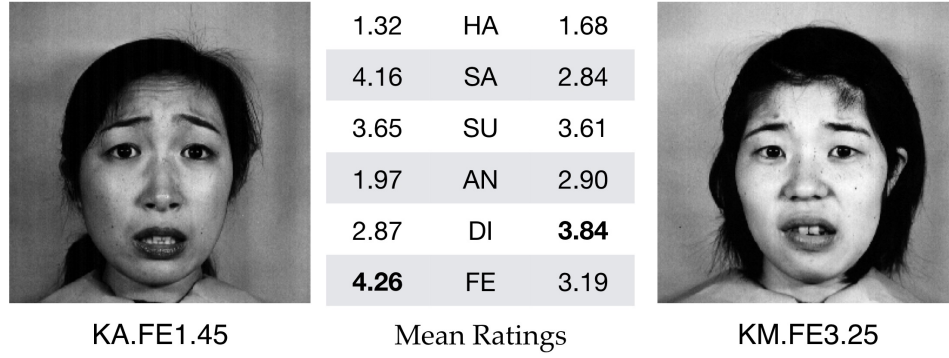 1.32 HA 1.68
4.16 SA 2.84
3.65 SU 3.61
1.97 AN 2.90
2.87 DI 3.84
4.26 FE 3.19
KA.FE1.45 Mean Ratings KM.FE3.25